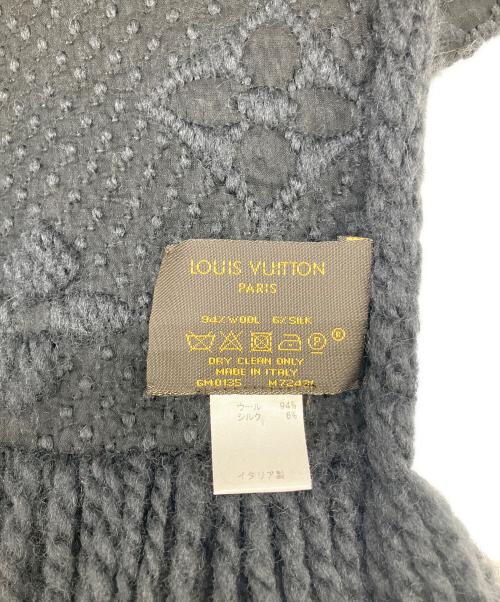 LOUIS VUITTON
PARIS
94% WOOL 6% SILK
P ®
DRY CLEAN ONLY
MADE IN ITALY
GM0135
ウール 94%
シルク 6%
イタリア製